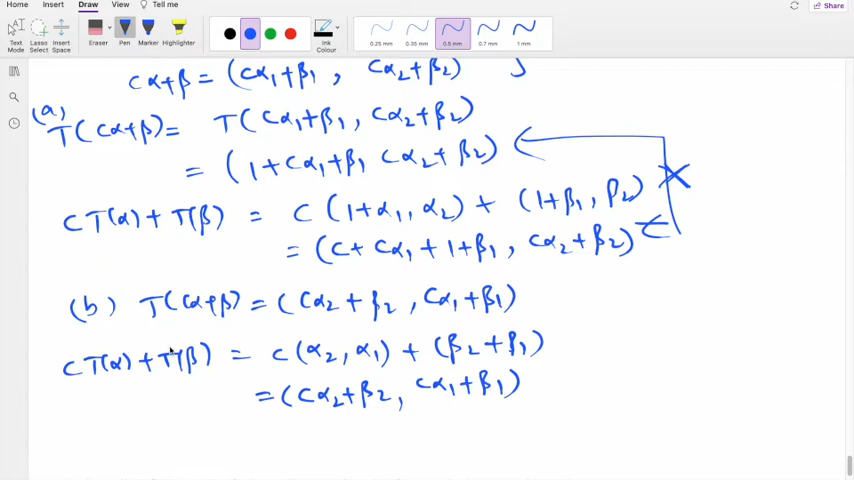 Home Insert Draw View Tell me Share
Text Mode Lasso Select Insert Space Eraser Pen Marker Highlighter Ink Colour 0.25 mm 0.35 mm 0.5 mm 0.7 mm 1 mm
cα+β = (cα₁+β₁ , cα₂+β₂)
(a) T(cα+β) = T(cα₁+β₁, cα₂+β₂)
= (1+cα₁+β₁ cα₂+β₂)
cT(α) + T(β) = c (1+α₁, α₂) + (1+β₁, β₂)
= (c+ cα₁ + 1+β₁ , cα₂+β₂)
(b) T(cα+β) = (cα₂+β₂ , cα₁+β₁)
cT(α) + T(β) = c(α₂, α₁) + (β₂+β₁)
= (cα₂+β₂, cα₁+β₁)